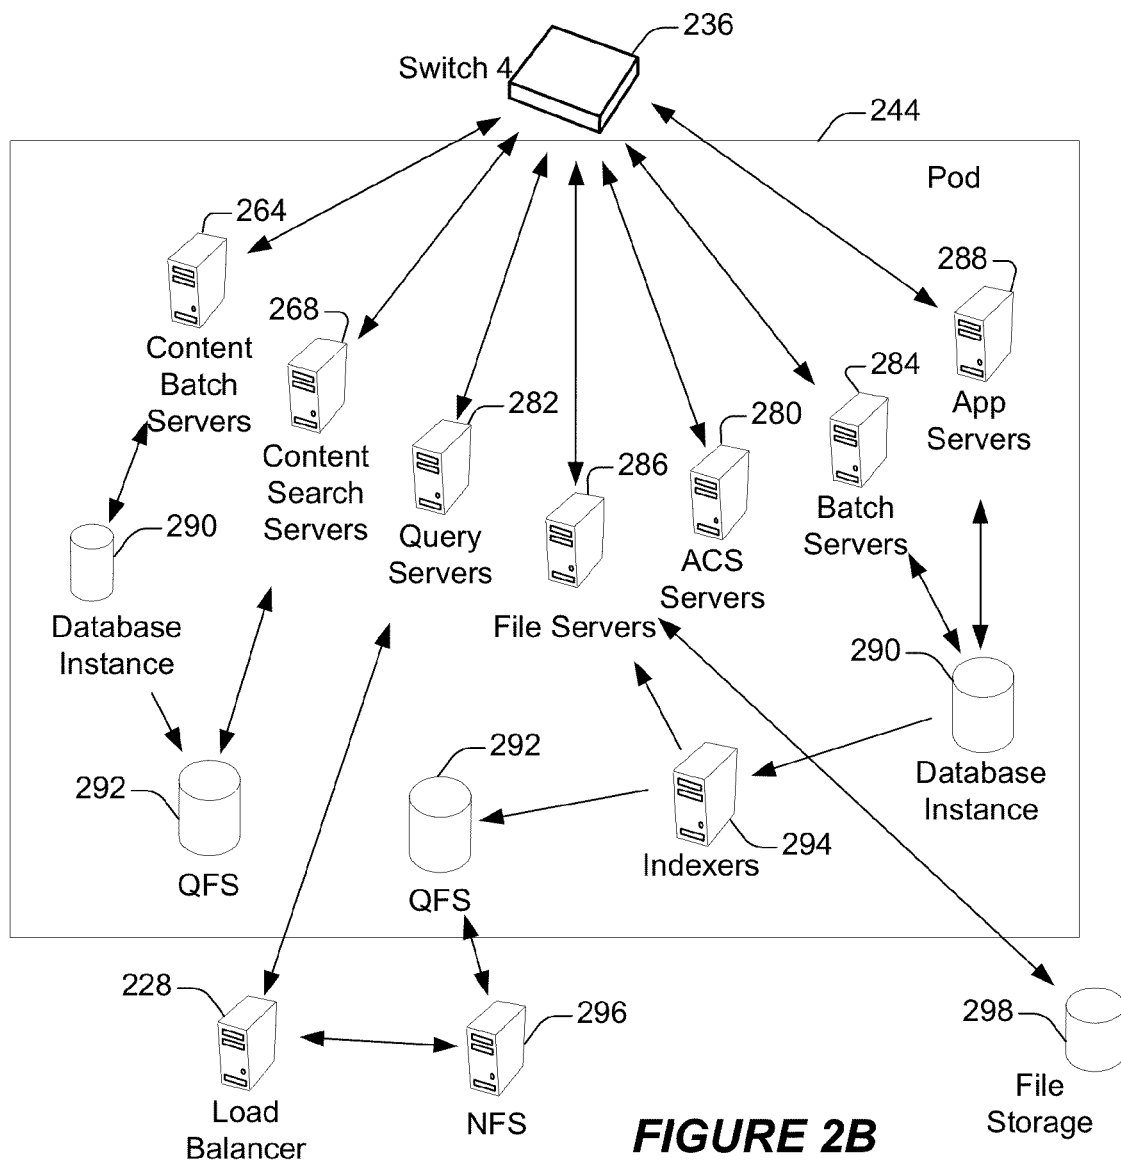 236
Switch 4
244
Pod
264
288
268
Content
Batch
Servers
284
282
280
App
Servers
Content
Search
Servers
286
290
Query
Servers
Batch
Servers
ACS
Servers
Database
Instance
File Servers
290
292
292
Database
Instance
294
Indexers
QFS
QFS
228
296
298
Load
Balancer
NFS
File
Storage
FIGURE 2B